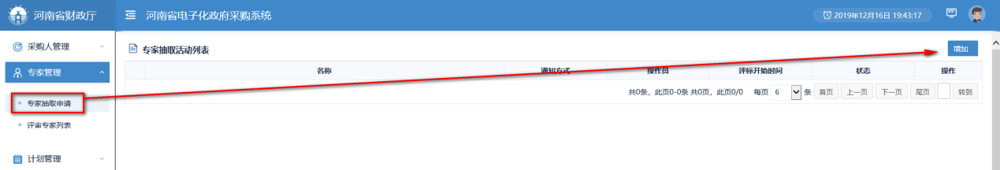 河南省财政厅
河南省电子化政府采购系统
2019年12月16日 19:43:17
采购人管理
专家管理
专家抽取申请
评审专家列表
计划管理
专家抽取活动列表
增加
名称 通知方式 操作员 评标开始时间 状态 操作
共0条，此页0-0条 共0页，此页0/0 每页 6 条 首页 上一页 下一页 尾页 转到